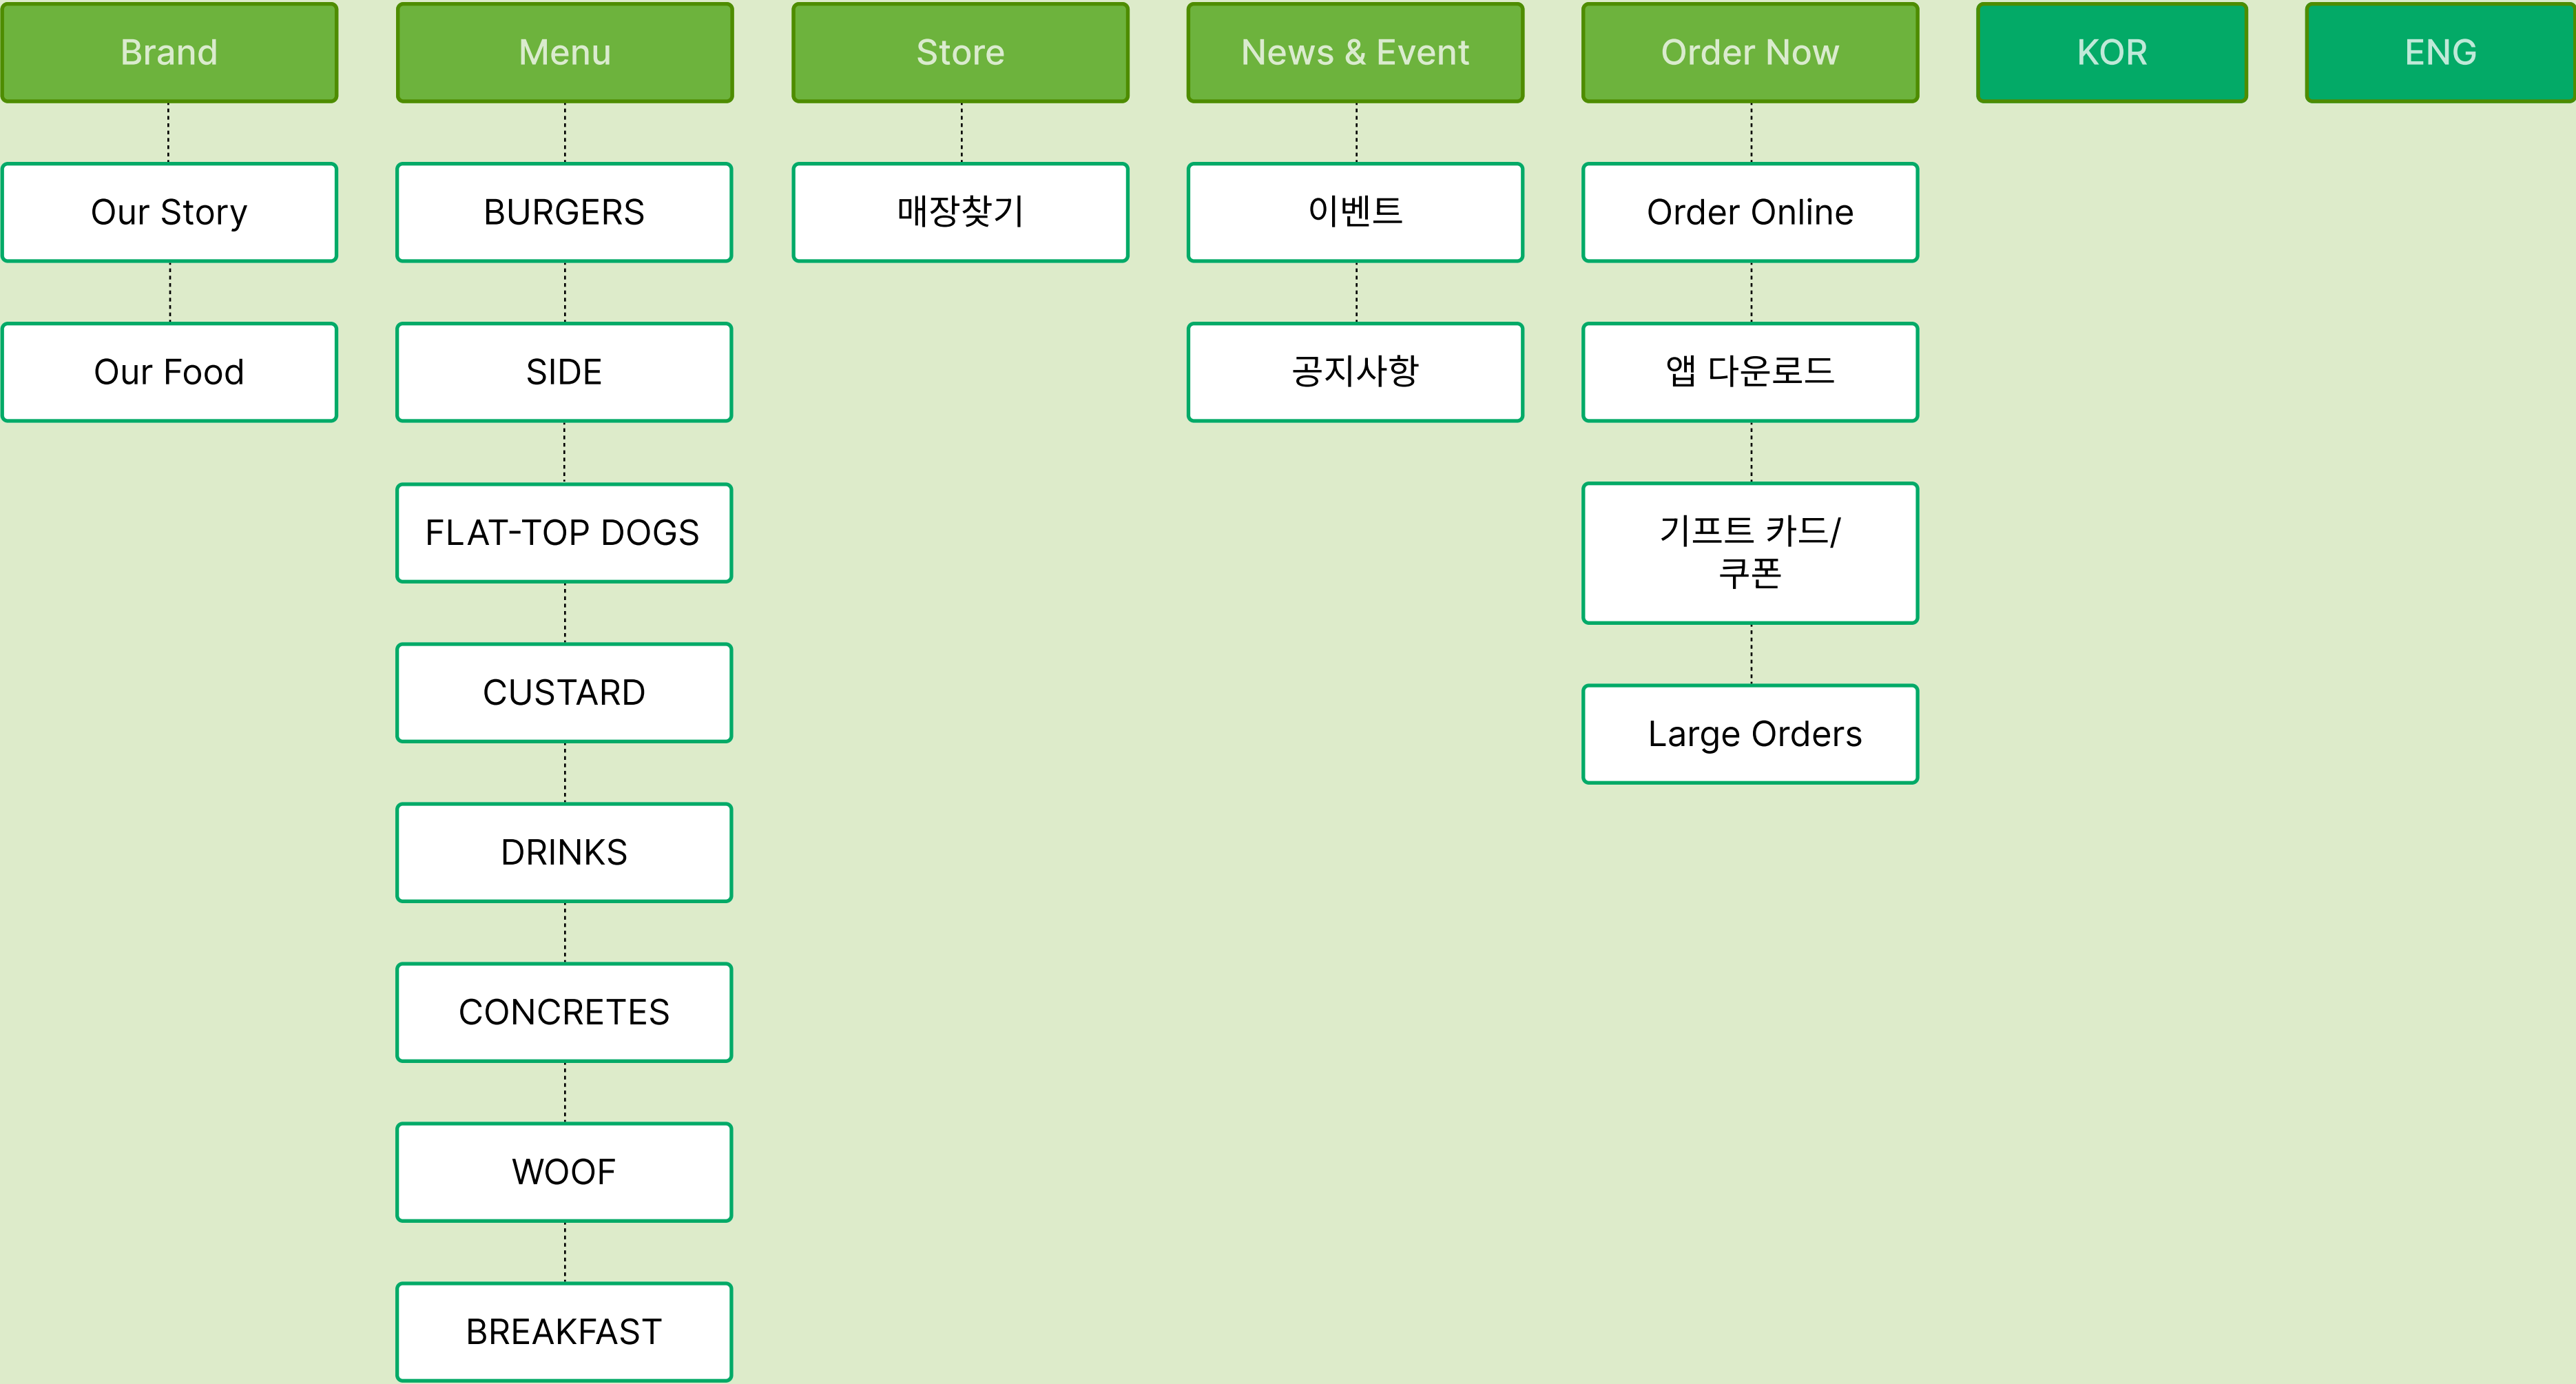 Brand
Menu
Store
News & Event
Order Now
KOR
ENG
Our Story
BURGERS
매장찾기
이벤트
Order Online
Our Food
SIDE
공지사항
앱 다운로드
FLAT-TOP DOGS
기프트 카드/
쿠폰
CUSTARD
Large Orders
DRINKS
CONCRETES
WOOF
BREAKFAST